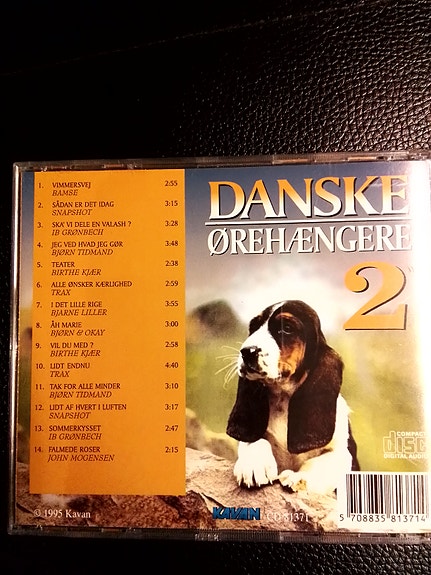 1. VIMMERSVEJ 2:55
BAMSE
2. SÅDAN ER DET IDAG 3:15
SNAPSHOT
3. SKA' VI DELE EN VALASH ? 3:28
IB GRØNBECH
4. JEG VED HVAD JEG GØR 3:48
BJØRN TIDMAND
5. TEATER 2:38
BIRTHE KJÆR
6. ALLE ØNSKER KÆRLIGHED 2:59
TRAX
7. I DET LILLE RIGE 3:55
BJARNE LILLER
8. ÅH MARIE 3:00
BJØRN & OKAY
9. VIL DU MED ? 2:58
BIRTHE KJÆR
10. LIDT ENDNU 4:40
TRAX
11. TAK FOR ALLE MINDER 3:10
BJØRN TIDMAND
12. LIDT AF HVERT I LUFTEN 3:17
SNAPSHOT
13. SOMMERKYSSET 2:47
IB GRØNBECH
14. FALMEDE ROSER 2:15
JOHN MOGENSEN
© 1995 Kavan
DANSKE
ØREHÆNGERE
2
COMPACT
disc
DIGITAL AUDIO
KAVAN CD 81371
5 708835 813714